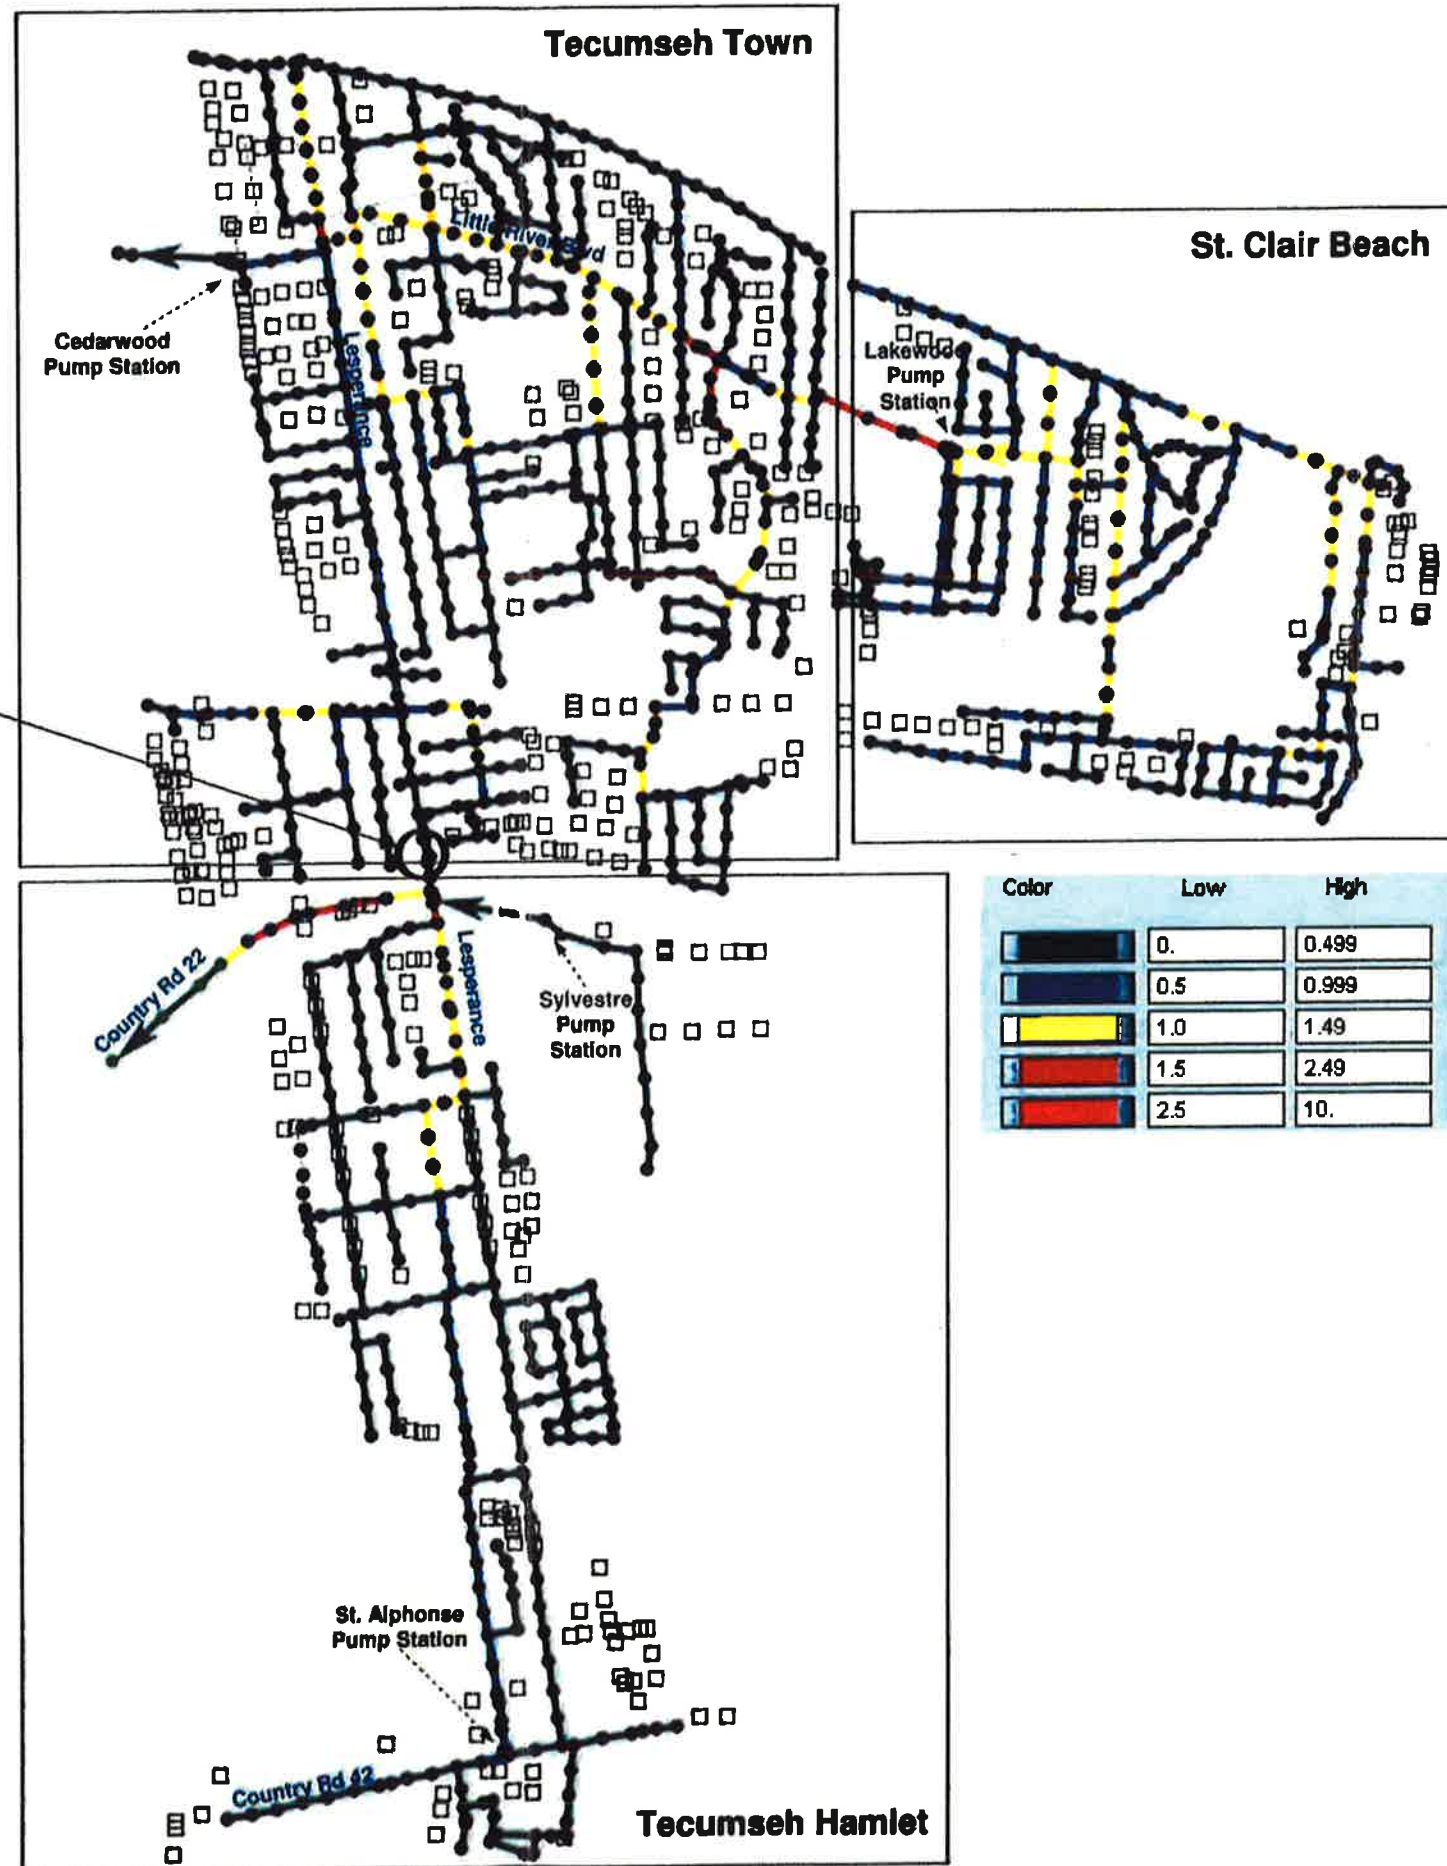 Tecumseh Town
St. Clair Beach
Little River Blvd
Cedarwood
Pump Station
Lesperance
Lakewood
Pump
Station
Color Low High
0. 0.499
0.5 0.999
1.0 1.49
1.5 2.49
2.5 10.
Country Rd 22
Lesperance
Sylvestre
Pump
Station
St. Alphonse
Pump Station
Country Rd 42
Tecumseh Hamlet